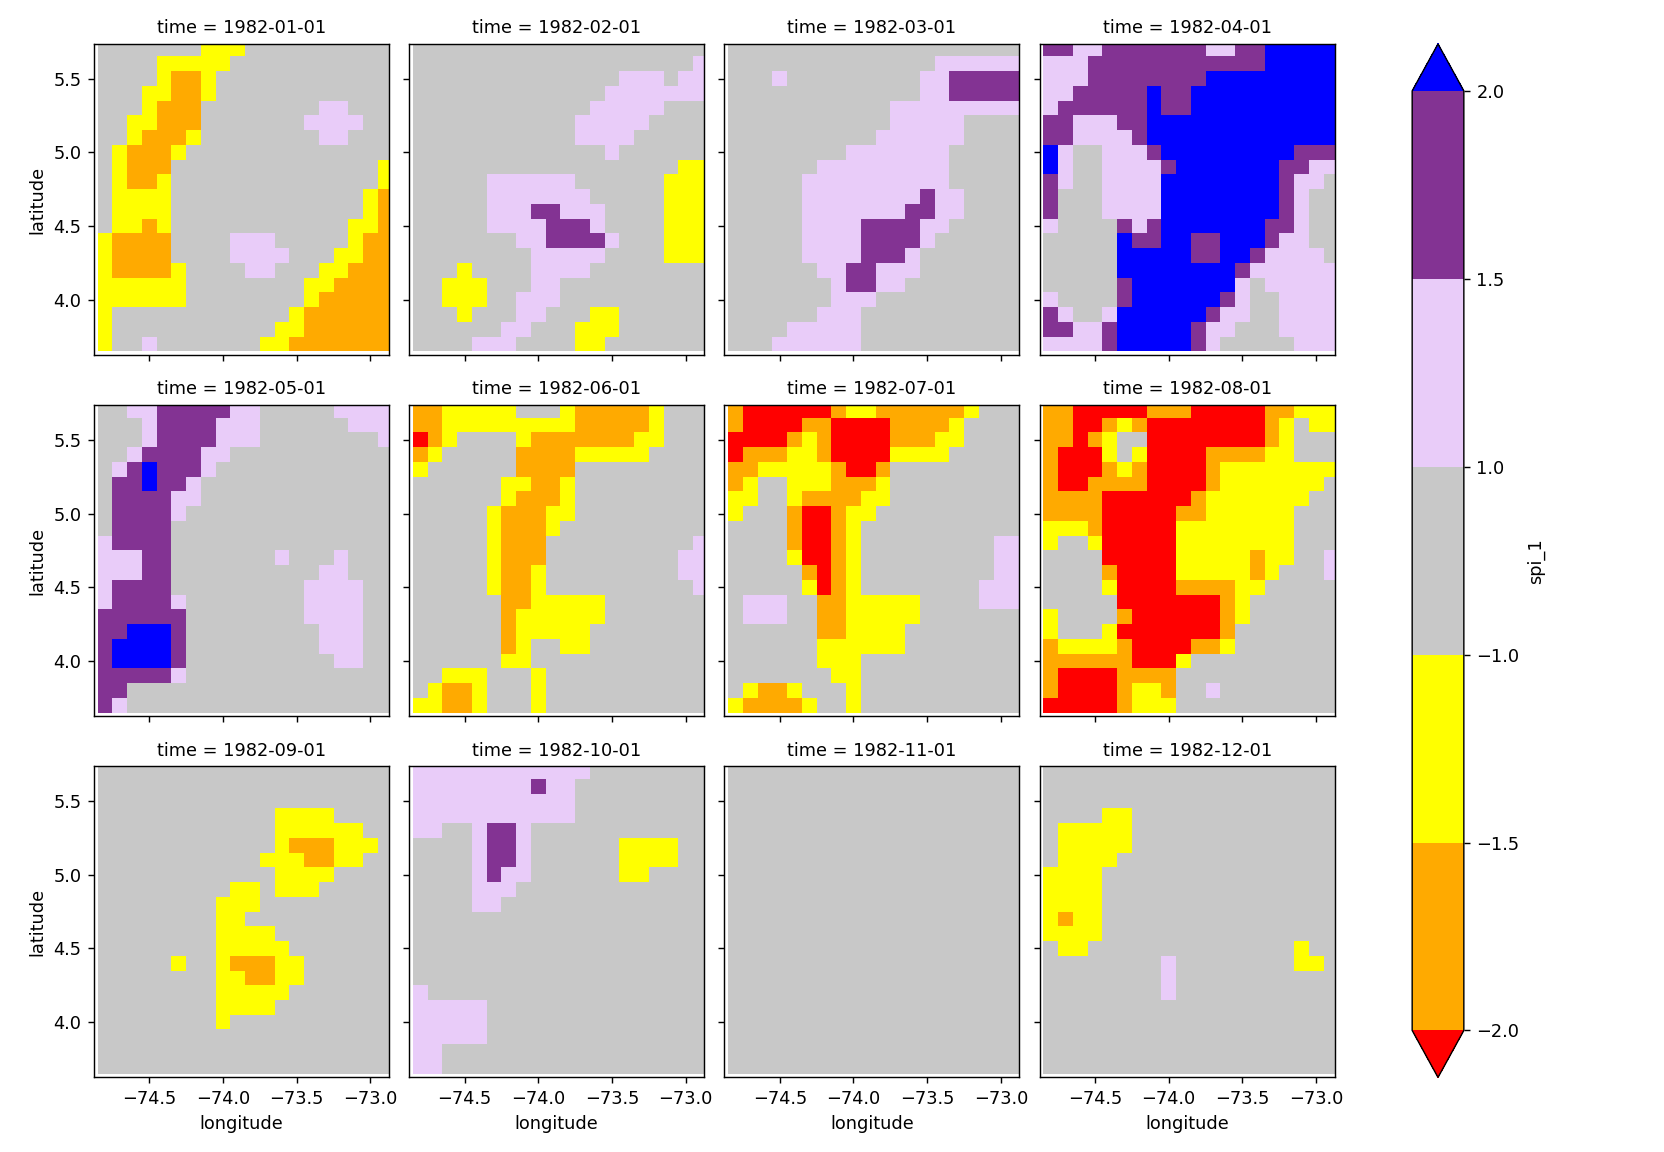 time = 1982-01-01
time = 1982-02-01
time = 1982-03-01
time = 1982-04-01
latitude
5.5
5.0
4.5
4.0
time = 1982-05-01
time = 1982-06-01
time = 1982-07-01
time = 1982-08-01
latitude
5.5
5.0
4.5
4.0
time = 1982-09-01
time = 1982-10-01
time = 1982-11-01
time = 1982-12-01
latitude
5.5
5.0
4.5
4.0
−74.5 −74.0 −73.5 −73.0
longitude
−74.5 −74.0 −73.5 −73.0
longitude
−74.5 −74.0 −73.5 −73.0
longitude
−74.5 −74.0 −73.5 −73.0
longitude
2.0
1.5
1.0
−1.0
−1.5
−2.0
spi_1